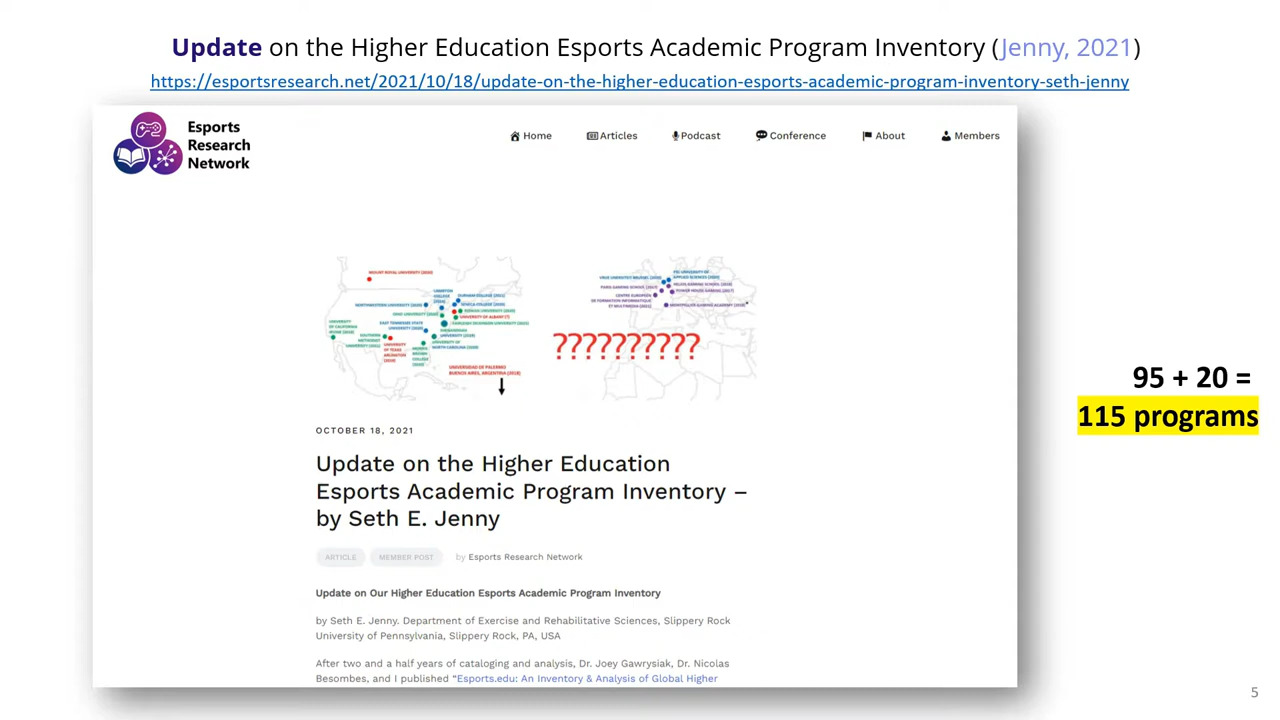 Update on the Higher Education Esports Academic Program Inventory (Jenny, 2021)
https://esportsresearch.net/2021/10/18/update-on-the-higher-education-esports-academic-program-inventory-seth-jenny
Esports
Research
Network
Home Articles Podcast Conference About Members
MOUNT ROYAL UNIVERSITY (2020)
??????????
95 + 20 =
115 programs
OCTOBER 18, 2021
Update on the Higher Education
Esports Academic Program Inventory –
by Seth E. Jenny
ARTICLE MEMBER POST by Esports Research Network
Update on Our Higher Education Esports Academic Program Inventory
by Seth E. Jenny. Department of Exercise and Rehabilitative Sciences, Slippery Rock
University of Pennsylvania, Slippery Rock, PA, USA
After two and a half years of cataloging and analysis, Dr. Joey Gawrysiak, Dr. Nicolas
Besombes, and I published “Esports.edu: An Inventory & Analysis of Global Higher
5